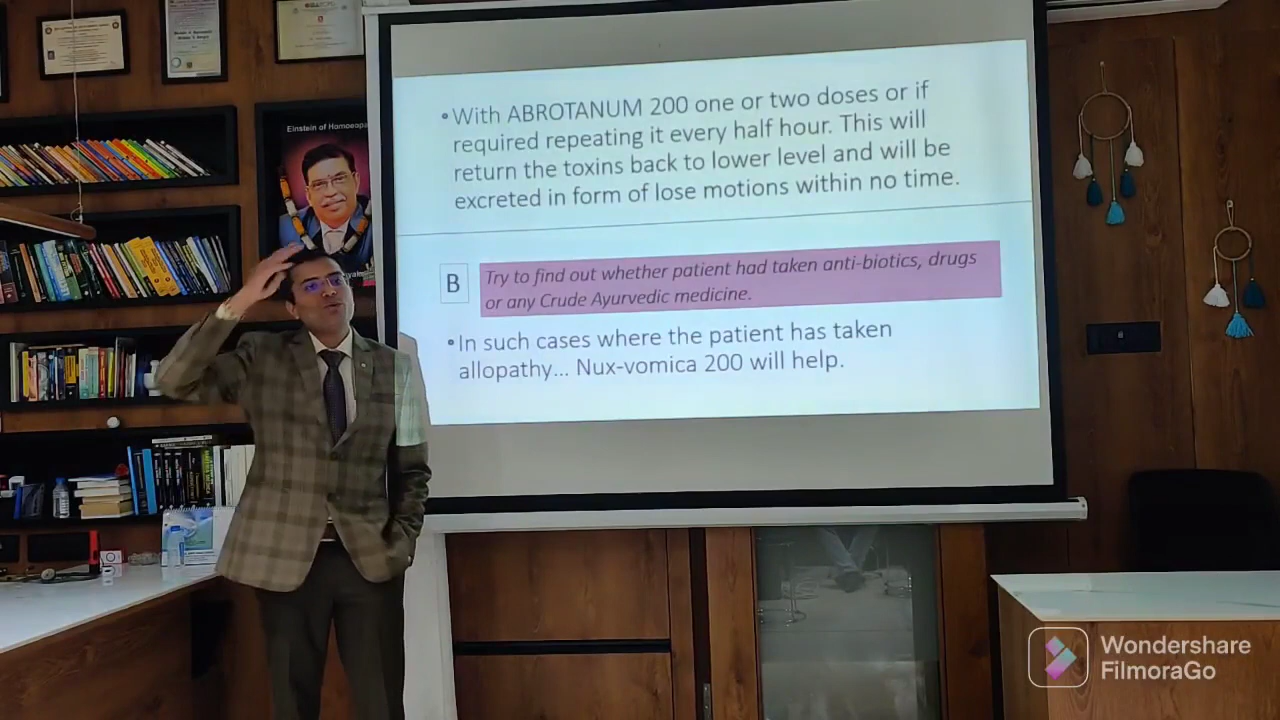 Einstein of Homoeopa
•With ABROTANUM 200 one or two doses or if
required repeating it every half hour. This will
return the toxins back to lower level and will be
excreted in form of lose motions within no time.
B
Try to find out whether patient had taken anti-biotics, drugs
or any Crude Ayurvedic medicine.
•In such cases where the patient has taken
allopathy... Nux-vomica 200 will help.
Wondershare
FilmoraGo